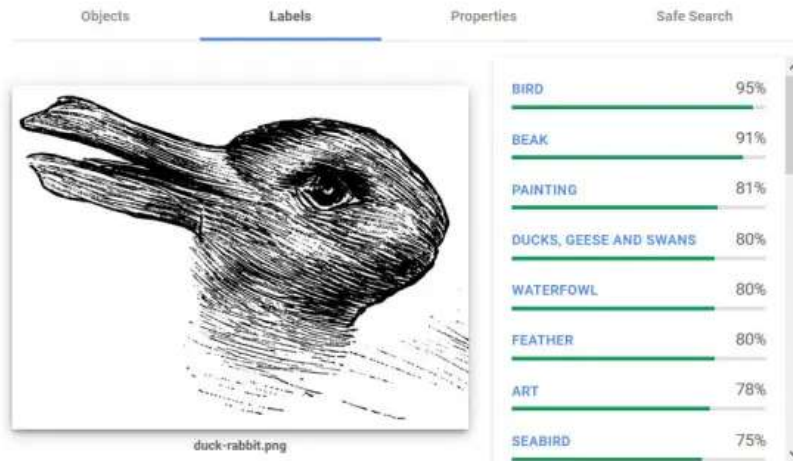 Objects Labels Properties Safe Search
BIRD 95%
BEAK 91%
PAINTING 81%
DUCKS, GEESE AND SWANS 80%
WATERFOWL 80%
FEATHER 80%
ART 78%
SEABIRD 75%
duck-rabbit.png